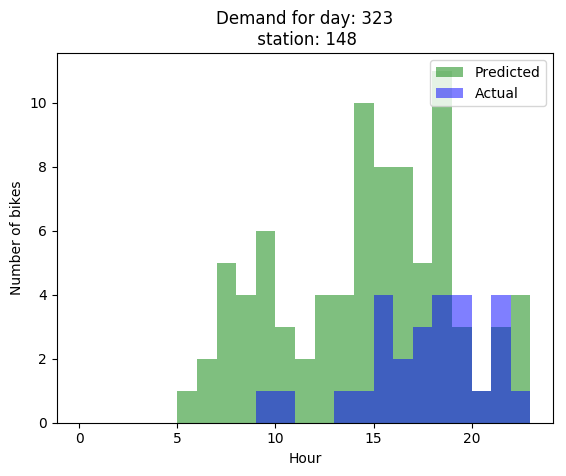 Demand for day: 323
station: 148
Predicted
Actual
10
8
6
4
2
0
Number of bikes
0 5 10 15 20
Hour